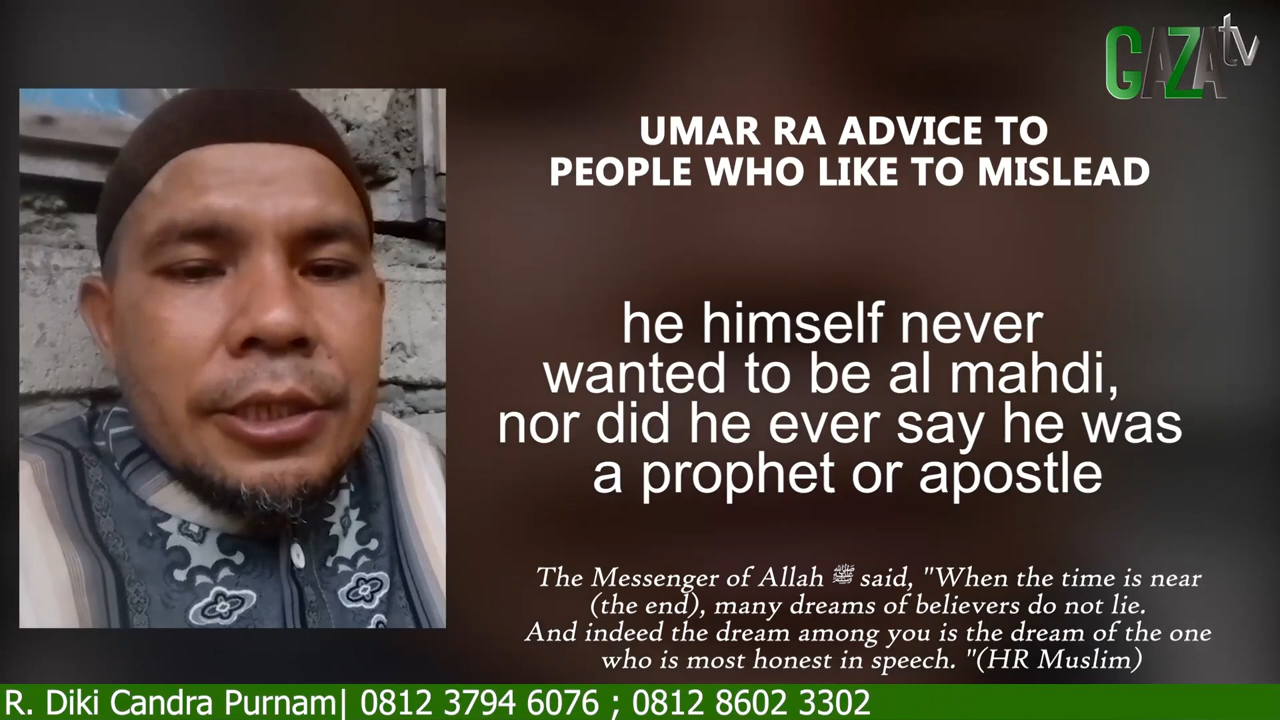 GAZA tv
UMAR RA ADVICE TO
PEOPLE WHO LIKE TO MISLEAD
he himself never
wanted to be al mahdi,
nor did he ever say he was
a prophet or apostle
The Messenger of Allah ﷺ said, "When the time is near
(the end), many dreams of believers do not lie.
And indeed the dream among you is the dream of the one
who is most honest in speech. "(HR Muslim)
R. Diki Candra Purnam| 0812 3794 6076 ; 0812 8602 3302